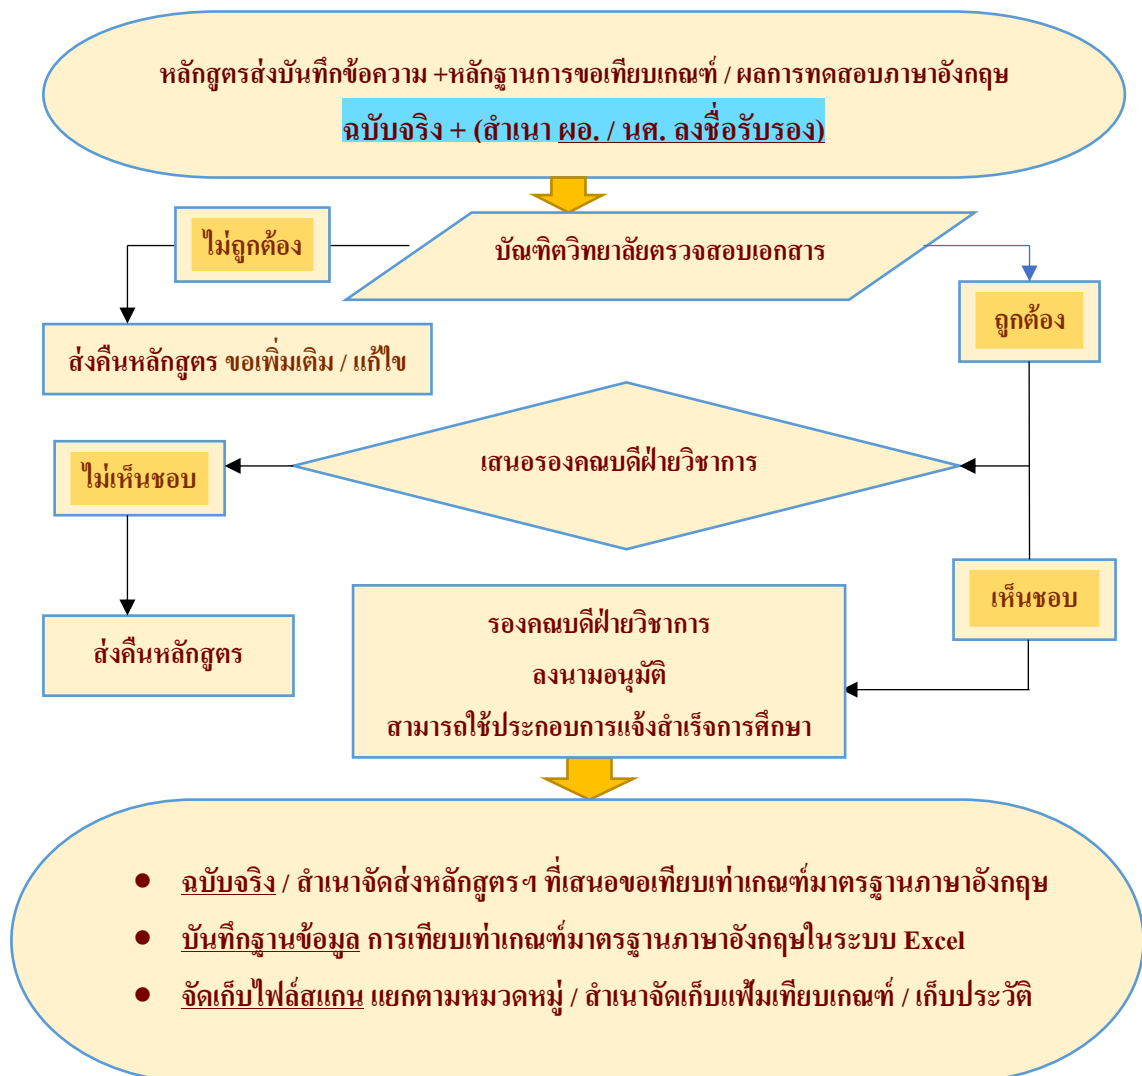 หลักสูตรส่งบันทึกข้อความ +หลักฐานการขอเทียบเกณฑ์ / ผลการทดสอบภาษาอังกฤษ
ฉบับจริง + (สำเนา ผอ. / นศ. ลงชื่อรับรอง)
ไม่ถูกต้อง
บัณฑิตวิทยาลัยตรวจสอบเอกสาร
ถูกต้อง
ส่งคืนหลักสูตร ขอเพิ่มเติม / แก้ไข
ไม่เห็นชอบ
เสนอรองคณบดีฝ่ายวิชาการ
เห็นชอบ
ส่งคืนหลักสูตร
รองคณบดีฝ่ายวิชาการ
ลงนามอนุมัติ
สามารถใช้ประกอบการแจ้งสำเร็จการศึกษา
● ฉบับจริง / สำเนาจัดส่งหลักสูตรฯ ที่เสนอขอเทียบเท่าเกณฑ์มาตรฐานภาษาอังกฤษ
● บันทึกฐานข้อมูล การเทียบเท่าเกณฑ์มาตรฐานภาษาอังกฤษในระบบ Excel
● จัดเก็บไฟล์สแกน แยกตามหมวดหมู่ / สำเนาจัดเก็บแฟ้มเทียบเกณฑ์ / เก็บประวัติ